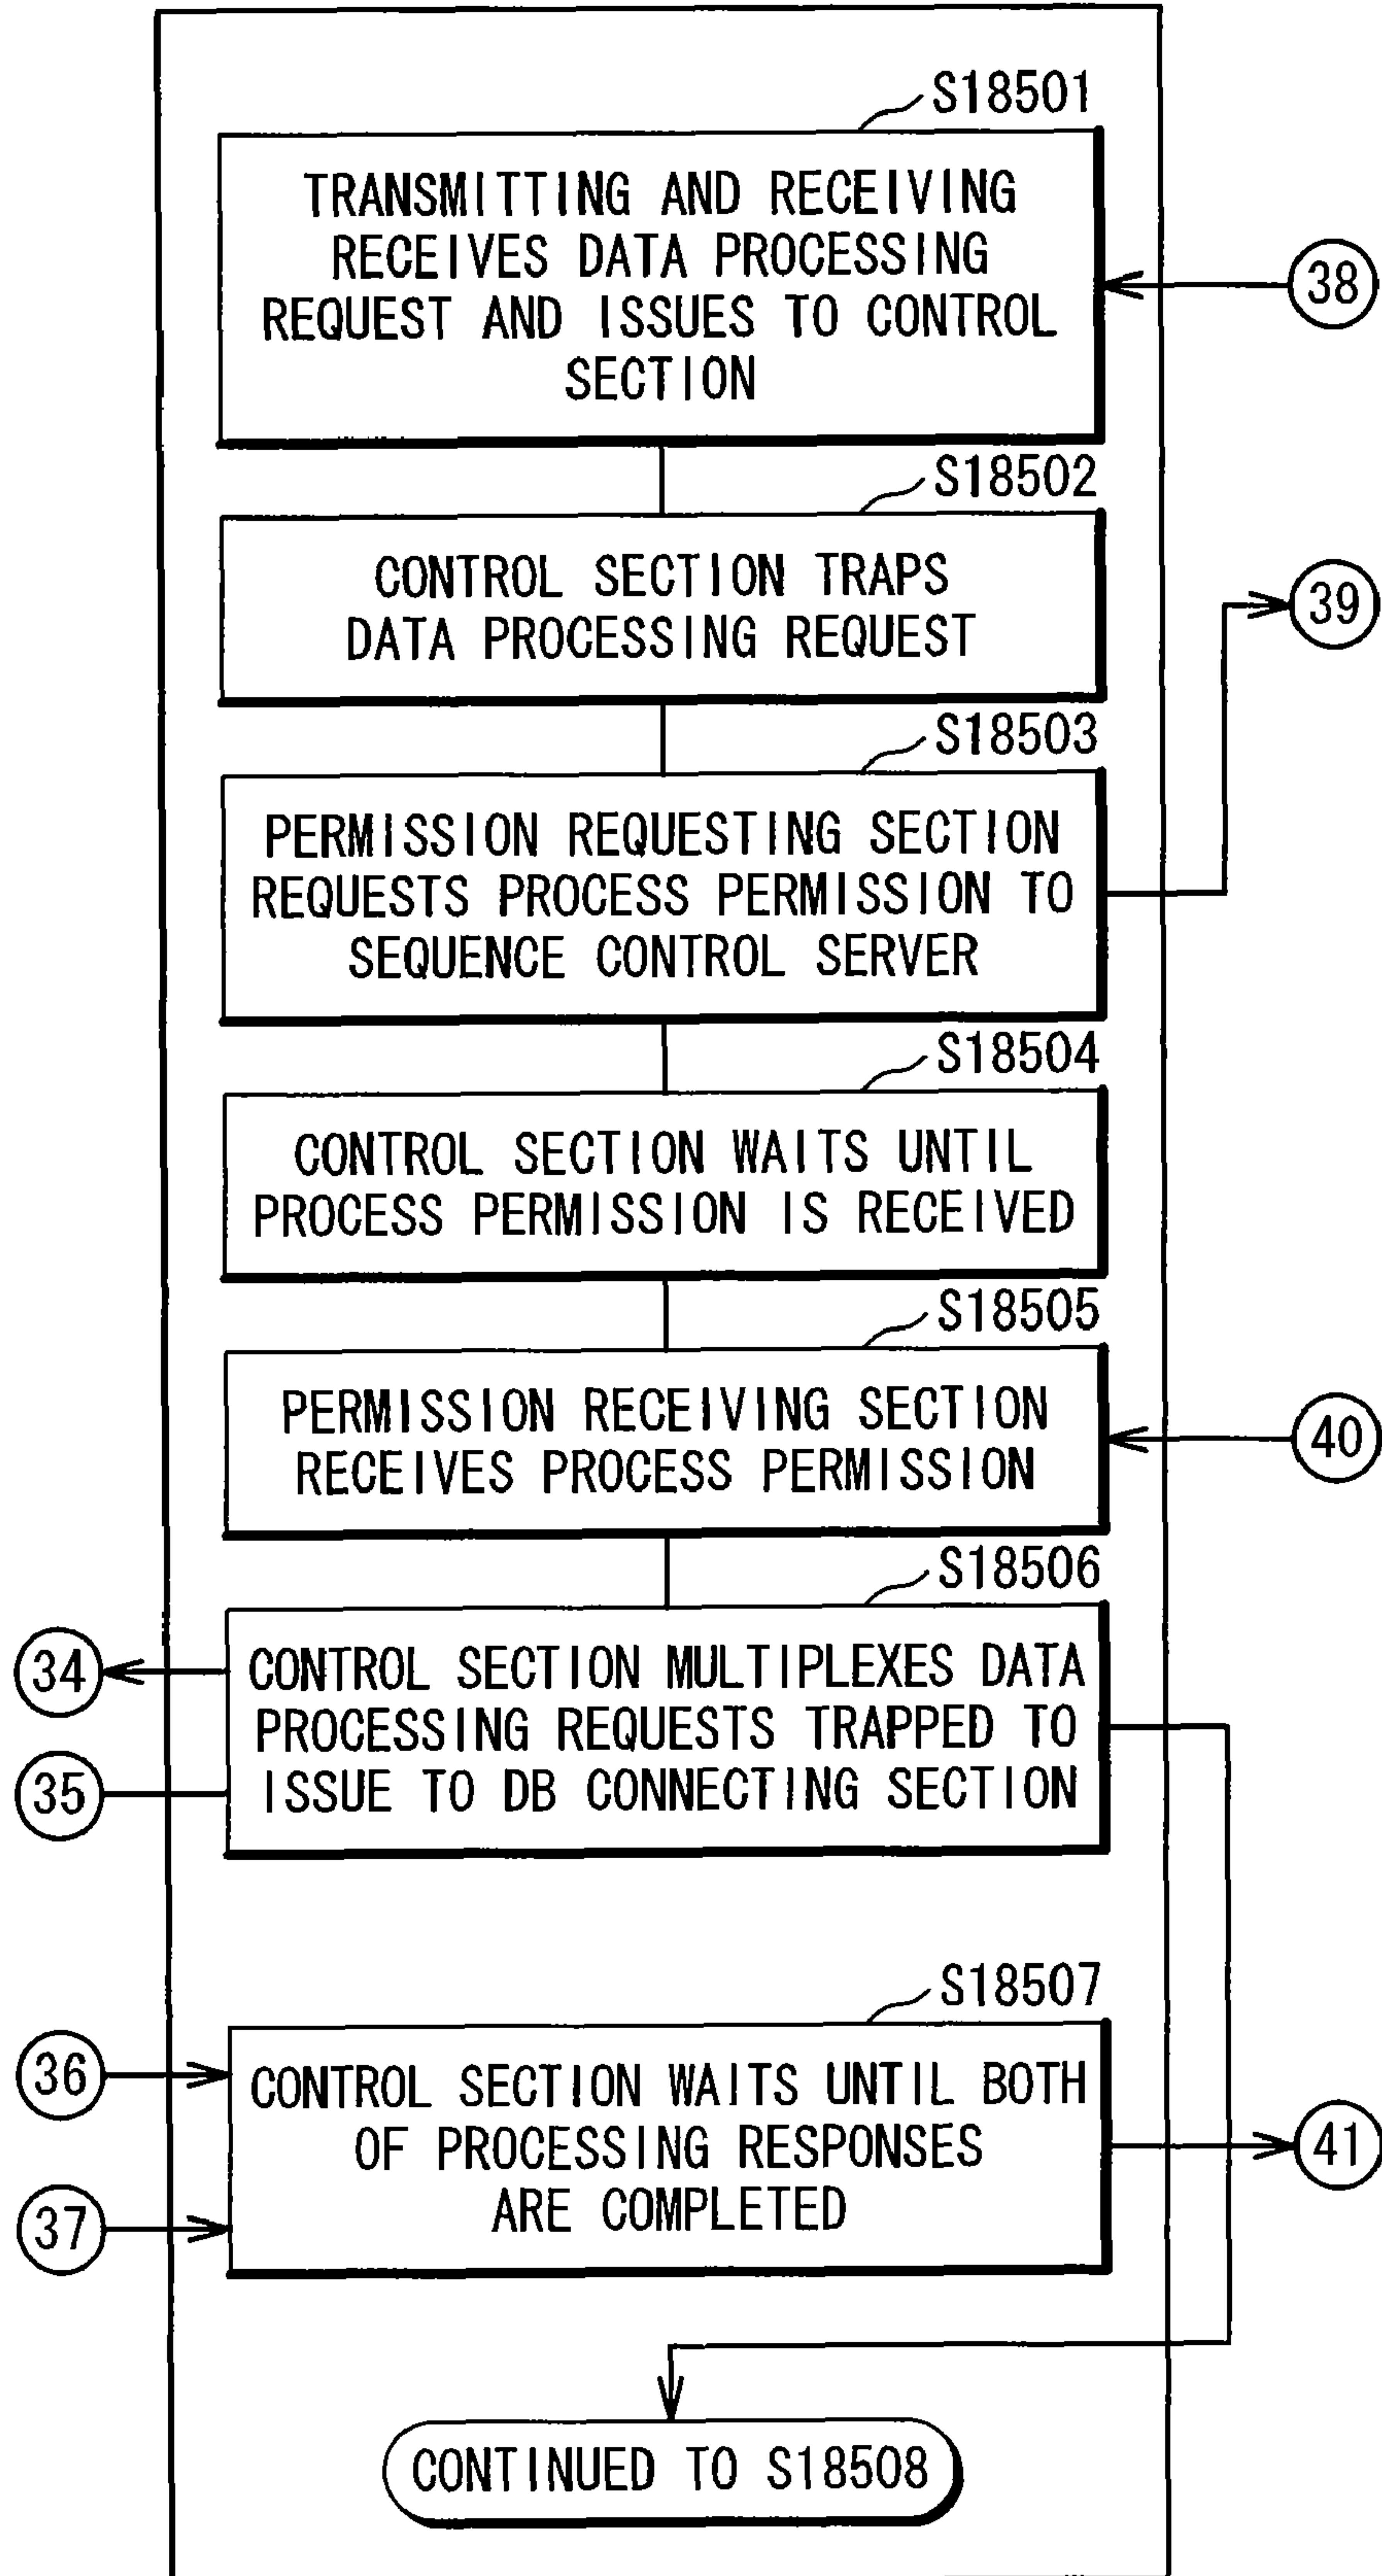 S18501
TRANSMITTING AND RECEIVING
RECEIVES DATA PROCESSING
REQUEST AND ISSUES TO CONTROL
SECTION
38
S18502
CONTROL SECTION TRAPS
DATA PROCESSING REQUEST
39
S18503
PERMISSION REQUESTING SECTION
REQUESTS PROCESS PERMISSION TO
SEQUENCE CONTROL SERVER
S18504
CONTROL SECTION WAITS UNTIL
PROCESS PERMISSION IS RECEIVED
S18505
PERMISSION RECEIVING SECTION
RECEIVES PROCESS PERMISSION
40
S18506
34
CONTROL SECTION MULTIPLEXES DATA
PROCESSING REQUESTS TRAPPED TO
ISSUE TO DB CONNECTING SECTION
35
S18507
36
CONTROL SECTION WAITS UNTIL BOTH
OF PROCESSING RESPONSES
ARE COMPLETED
37
41
CONTINUED TO S18508